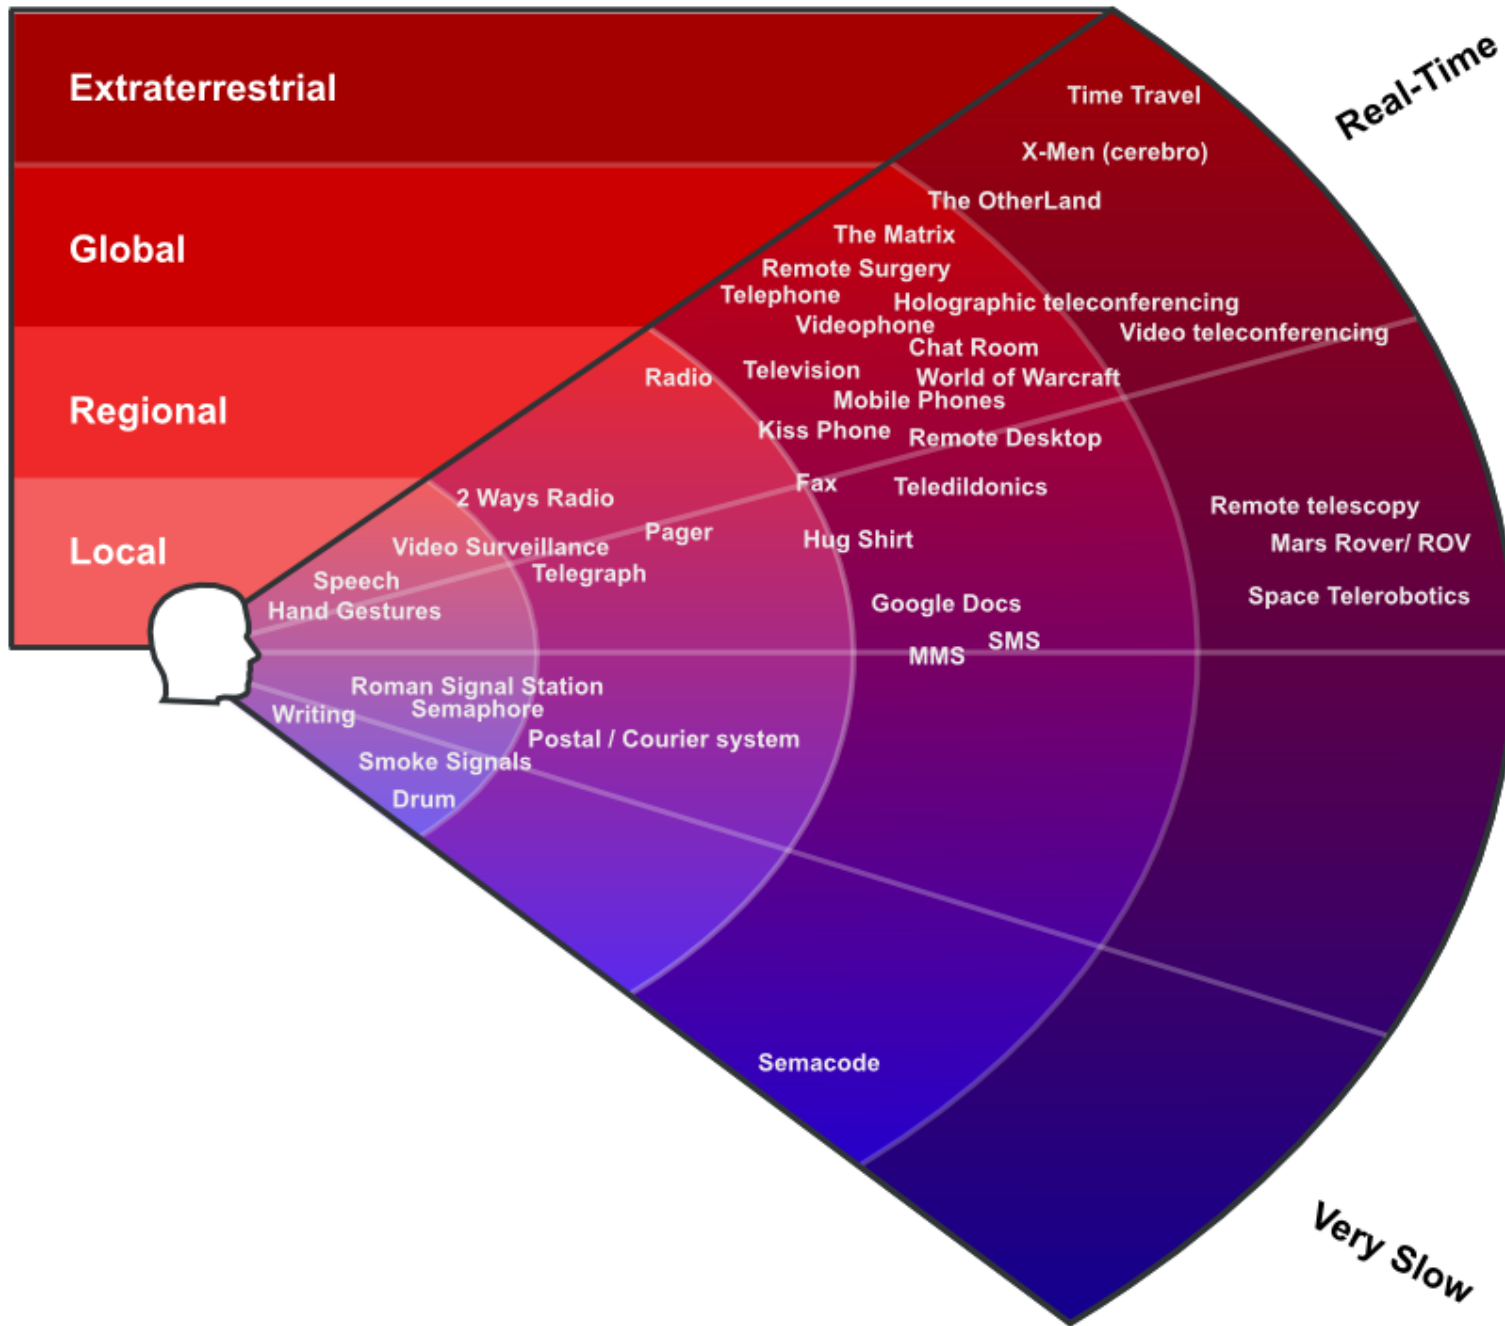 Extraterrestrial
Global
Regional
Local
Real-Time
Time Travel
X-Men (cerebro)
The OtherLand
The Matrix
Remote Surgery
Telephone
Holographic teleconferencing
Videophone
Video teleconferencing
Chat Room
Television
Radio
World of Warcraft
Mobile Phones
Kiss Phone
Remote Desktop
Fax
Teledildonics
2 Ways Radio
Remote telescopy
Pager
Hug Shirt
Mars Rover/ ROV
Video Surveillance
Telegraph
Speech
Space Telerobotics
Hand Gestures
Google Docs
SMS
MMS
Roman Signal Station
Semaphore
Writing
Postal / Courier system
Smoke Signals
Drum
Semacode
Very Slow